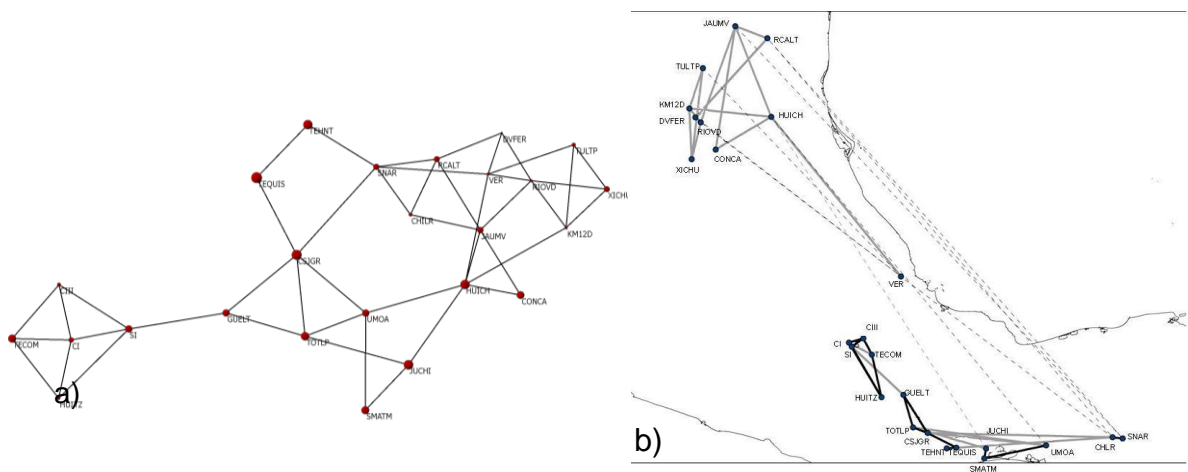 TEHNT
TEQUIS
SNAR
RCALT
DVFER
TULTP
VER
RIOVD
XICHU
CHILR
JAUMV
KM12D
CSJGR
HUICH
CONCA
CIII
GUELT
UMOA
TECOM
CI
SI
TOTLP
JUCHI
HUITZ
SMATM
a)
JAUMV
RCALT
TULTP
KM12D
DVFER
RIOVD
HUICH
XICHU
CONCA
VER
CIII
CI
SI
TECOM
HUITZ
GUELT
TOTLP
CSJGR
JUCHI
TEHNT TEQUIS
UMOA
SNAR
CHLR
SMATM
b)